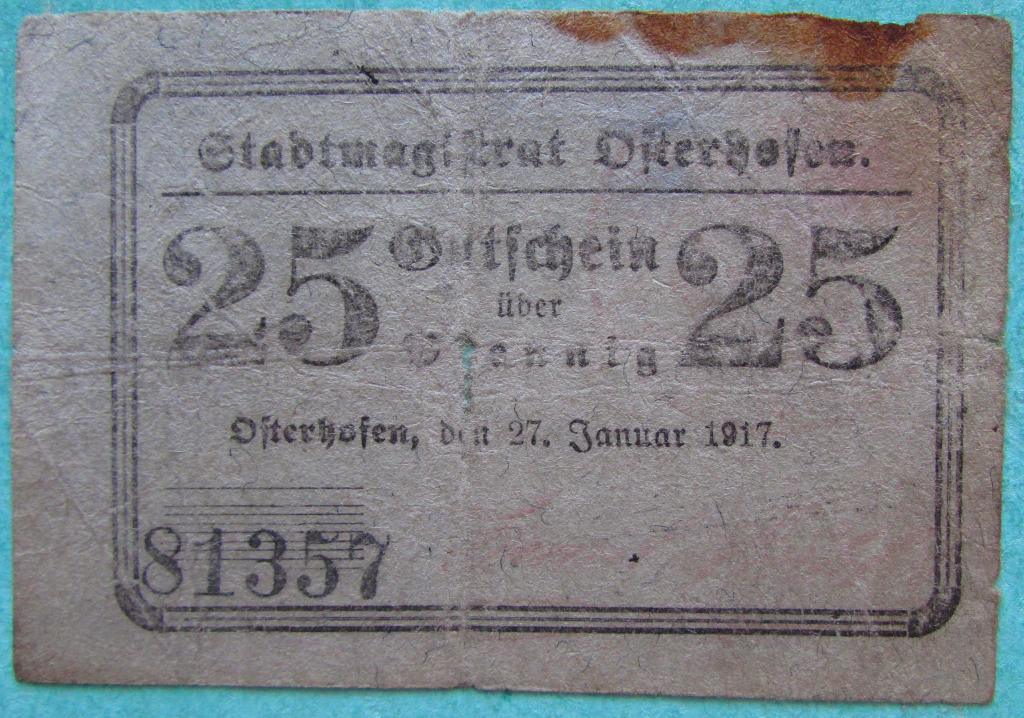 Stadtmagistrat Osterhofen.
25 Gutschein 25
über
Pfennig
Osterhofen, den 27. Januar 1917.
81357